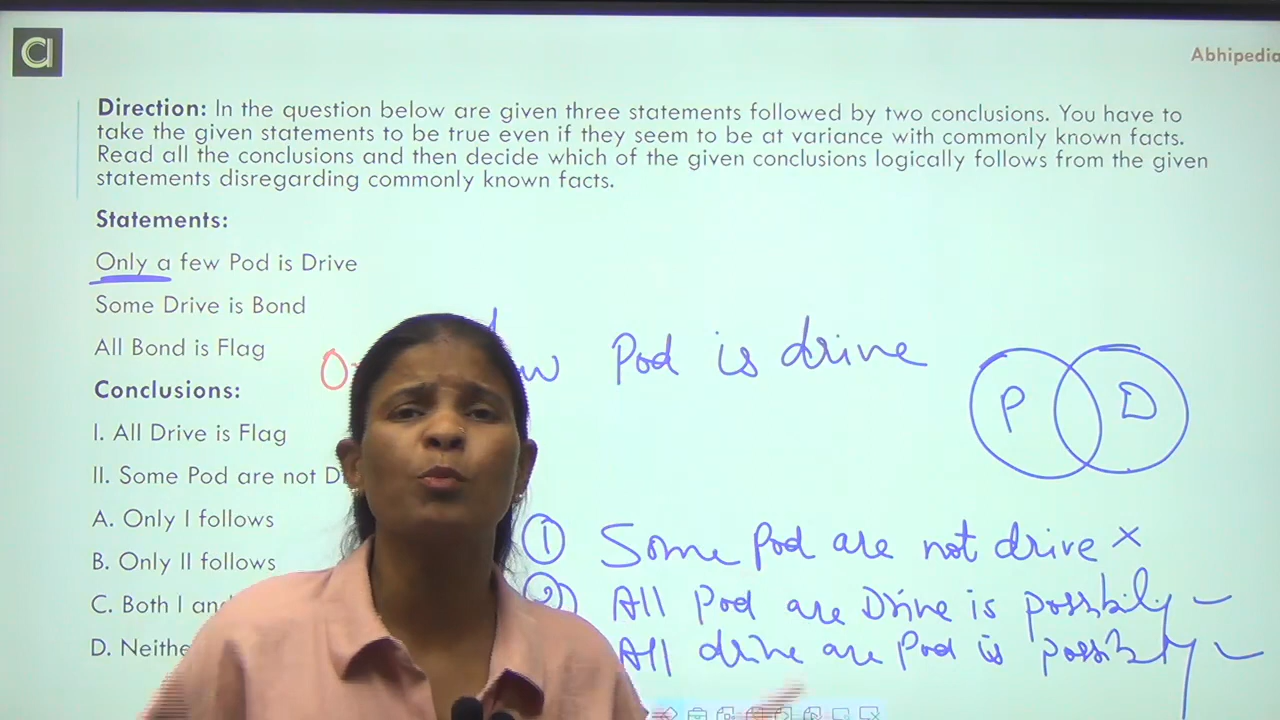 Abhipedia
Direction: In the question below are given three statements followed by two conclusions. You have to
take the given statements to be true even if they seem to be at variance with commonly known facts.
Read all the conclusions and then decide which of the given conclusions logically follows from the given
statements disregarding commonly known facts.
Statements:
Only a few Pod is Drive
Some Drive is Bond
All Bond is Flag
Pod is drive
P D
Conclusions:
I. All Drive is Flag
II. Some Pod are not D
A. Only I follows
B. Only II follows
C. Both I and
D. Neithe
① Some Pod are not drive ×
② All Pod are Drive is possibily
All drive are Pod is possibily